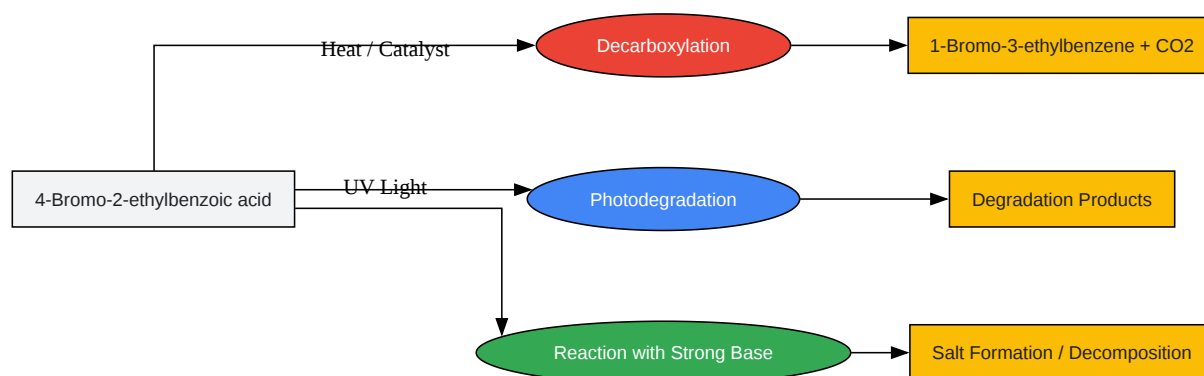 Heat / Catalyst
Decarboxylation
1-Bromo-3-ethylbenzene + CO2
4-Bromo-2-ethylbenzoic acid
UV Light
Photodegradation
Degradation Products
Reaction with Strong Base
Salt Formation / Decomposition